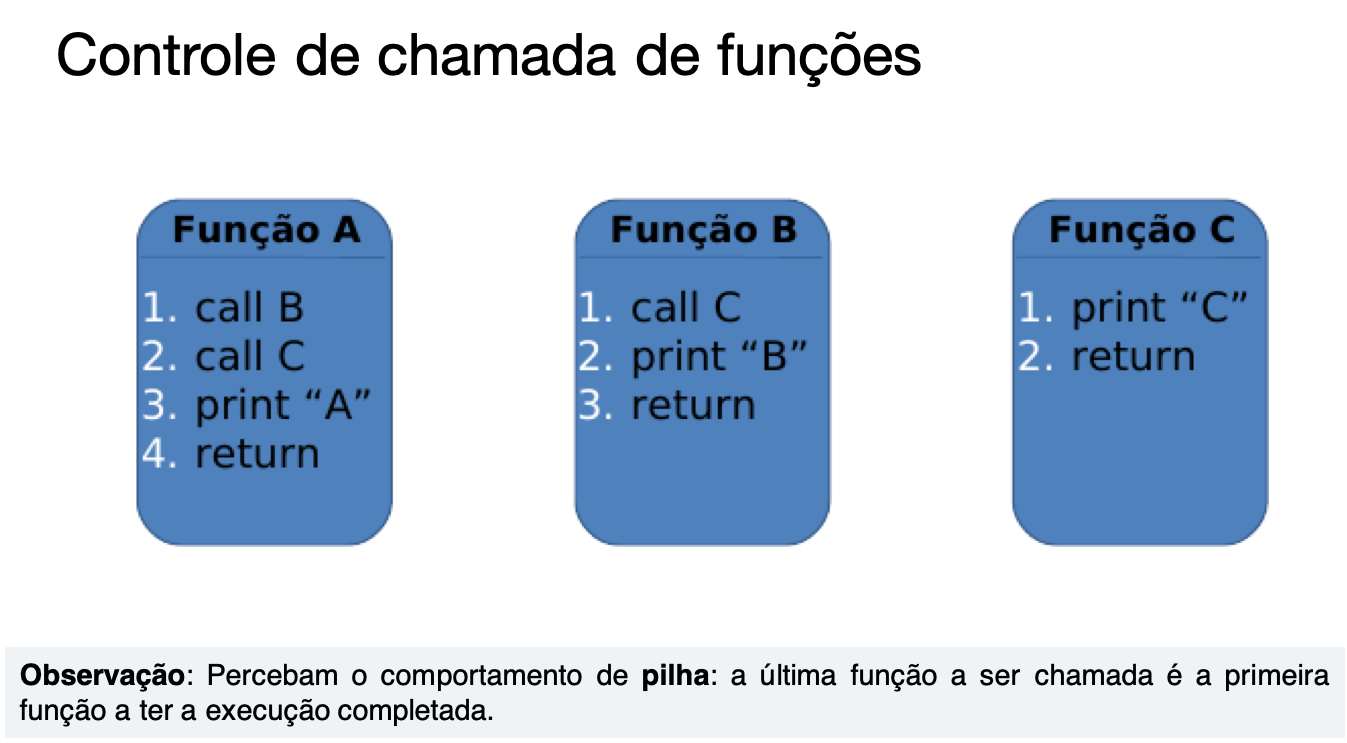 Controle de chamada de funções
Função A
1. call B
2. call C
3. print “A”
4. return
Função B
1. call C
2. print “B”
3. return
Função C
1. print “C”
2. return
Observação: Percebam o comportamento de pilha: a última função a ser chamada é a primeira
função a ter a execução completada.